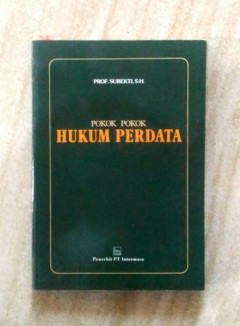 PROF. SUBEKTI, S.H.
POKOK POKOK
HUKUM PERDATA
Penerbit PT Intermasa